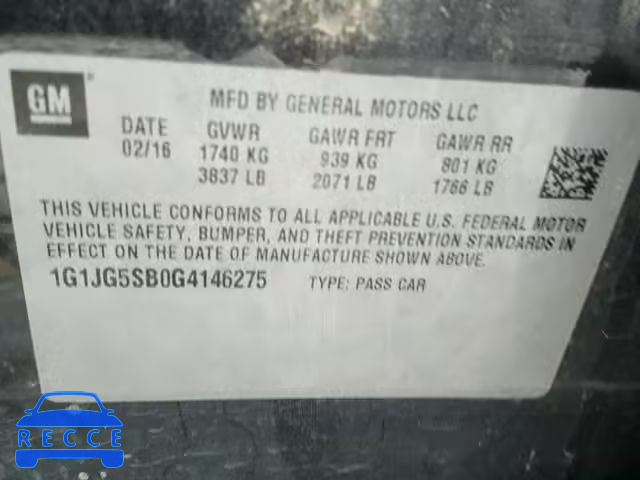 GM
MFD BY GENERAL MOTORS LLC
DATE GVWR GAWR FRT GAWR RR
02/16 1740 KG 939 KG 801 KG
3837 LB 2071 LB 1766 LB
THIS VEHICLE CONFORMS TO ALL APPLICABLE U.S. FEDERAL MOTOR
VEHICLE SAFETY, BUMPER, AND THEFT PREVENTION STANDARDS IN
EFFECT ON THE DATE OF MANUFACTURE SHOWN ABOVE.
1G1JG5SB0G4146275 TYPE: PASS CAR
RECCE